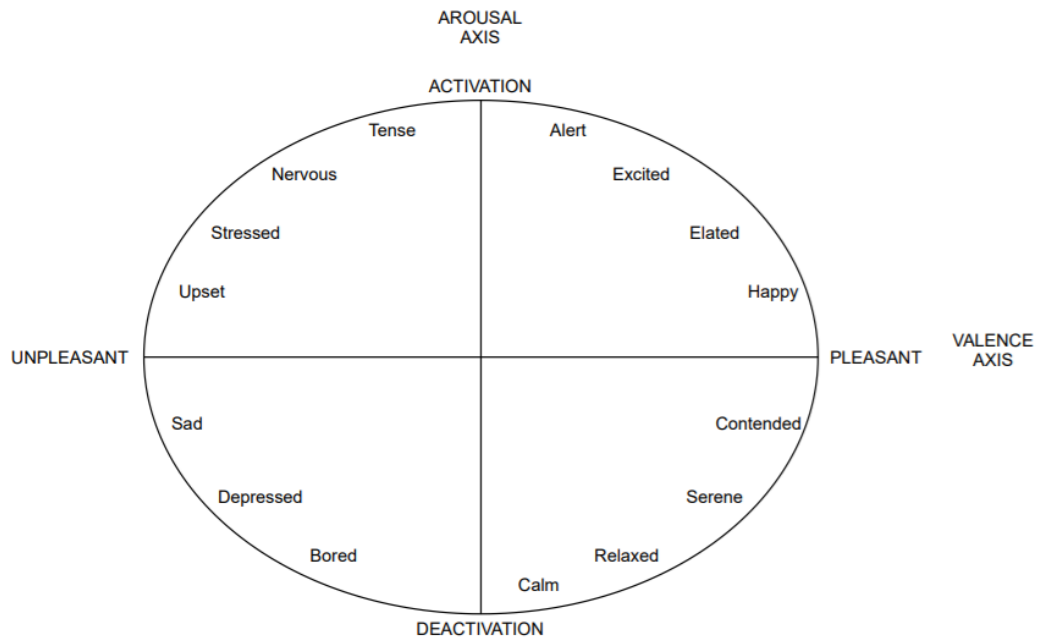 AROUSAL
AXIS
ACTIVATION
Tense
Alert
Nervous
Excited
Stressed
Elated
Upset
Happy
UNPLEASANT
PLEASANT
VALENCE
AXIS
Sad
Contended
Depressed
Serene
Bored
Relaxed
Calm
DEACTIVATION